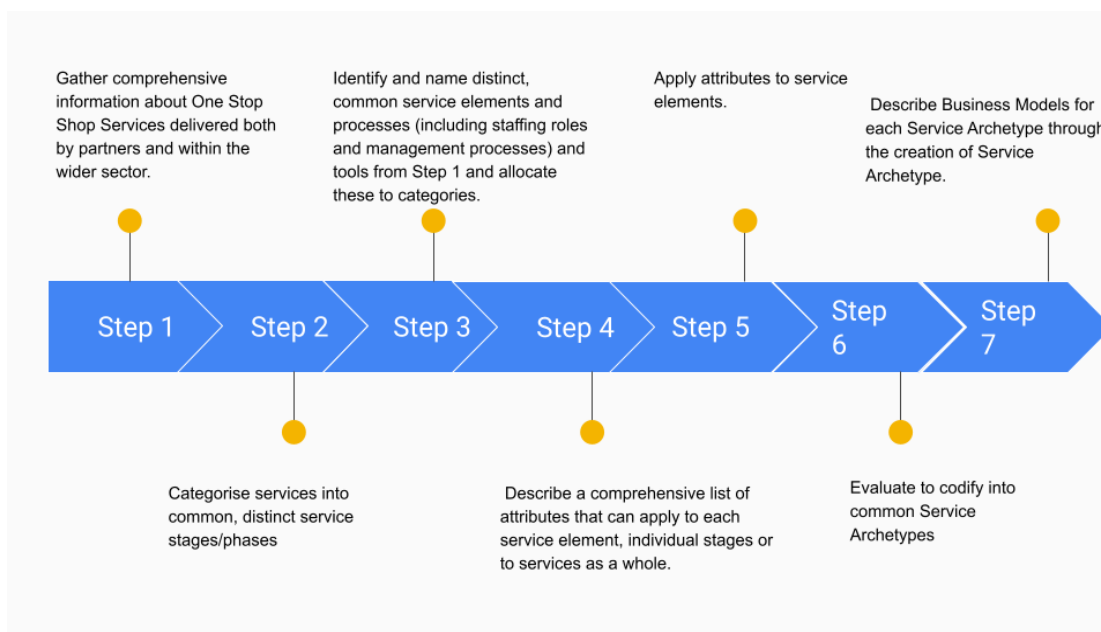 Gather comprehensive
information about One Stop
Shop Services delivered both
by partners and within the
wider sector.
Identify and name distinct,
common service elements and
processes (including staffing roles
and management processes) and
tools from Step 1 and allocate
these to categories.
Apply attributes to service
elements.
Describe Business Models for
each Service Archetype through
the creation of Service
Archetype.
Step 1
Step 2
Step 3
Step 4
Step 5
Step
6
Step
7
Categorise services into
common, distinct service
stages/phases
Describe a comprehensive list of
attributes that can apply to each
service element, individual stages or
to services as a whole.
Evaluate to codify into
common Service
Archetypes